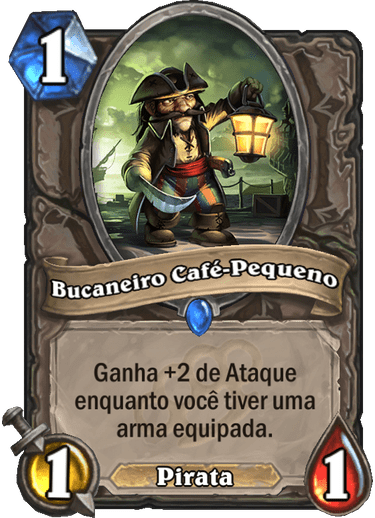 1
Bucaneiro Café-Pequeno
Ganha +2 de Ataque
enquanto você tiver uma
arma equipada.
1
Pirata
1